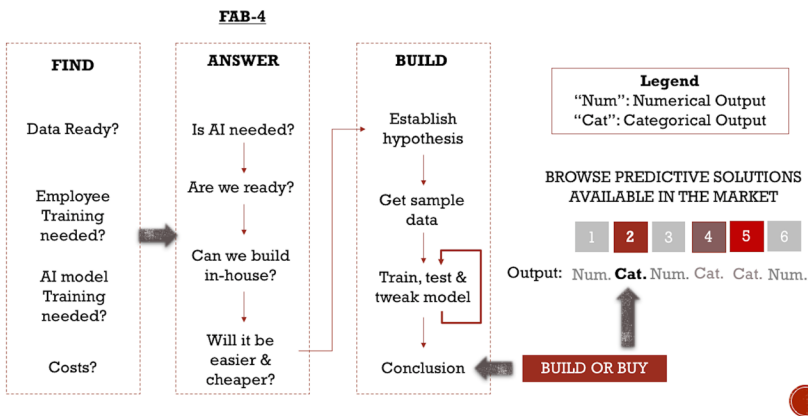 FAB-4
FIND
Data Ready?
Employee
Training
needed?
AI model
Training
needed?
Costs?
ANSWER
Is AI needed?
Are we ready?
Can we build
in-house?
Will it be
easier &
cheaper?
BUILD
Establish
hypothesis
Get sample
data
Train, test &
tweak model
Conclusion
Legend
“Num”: Numerical Output
“Cat”: Categorical Output
BROWSE PREDICTIVE SOLUTIONS
AVAILABLE IN THE MARKET
1 2 3 4 5 6
Output: Num. Cat. Num. Cat. Cat. Num.
BUILD OR BUY